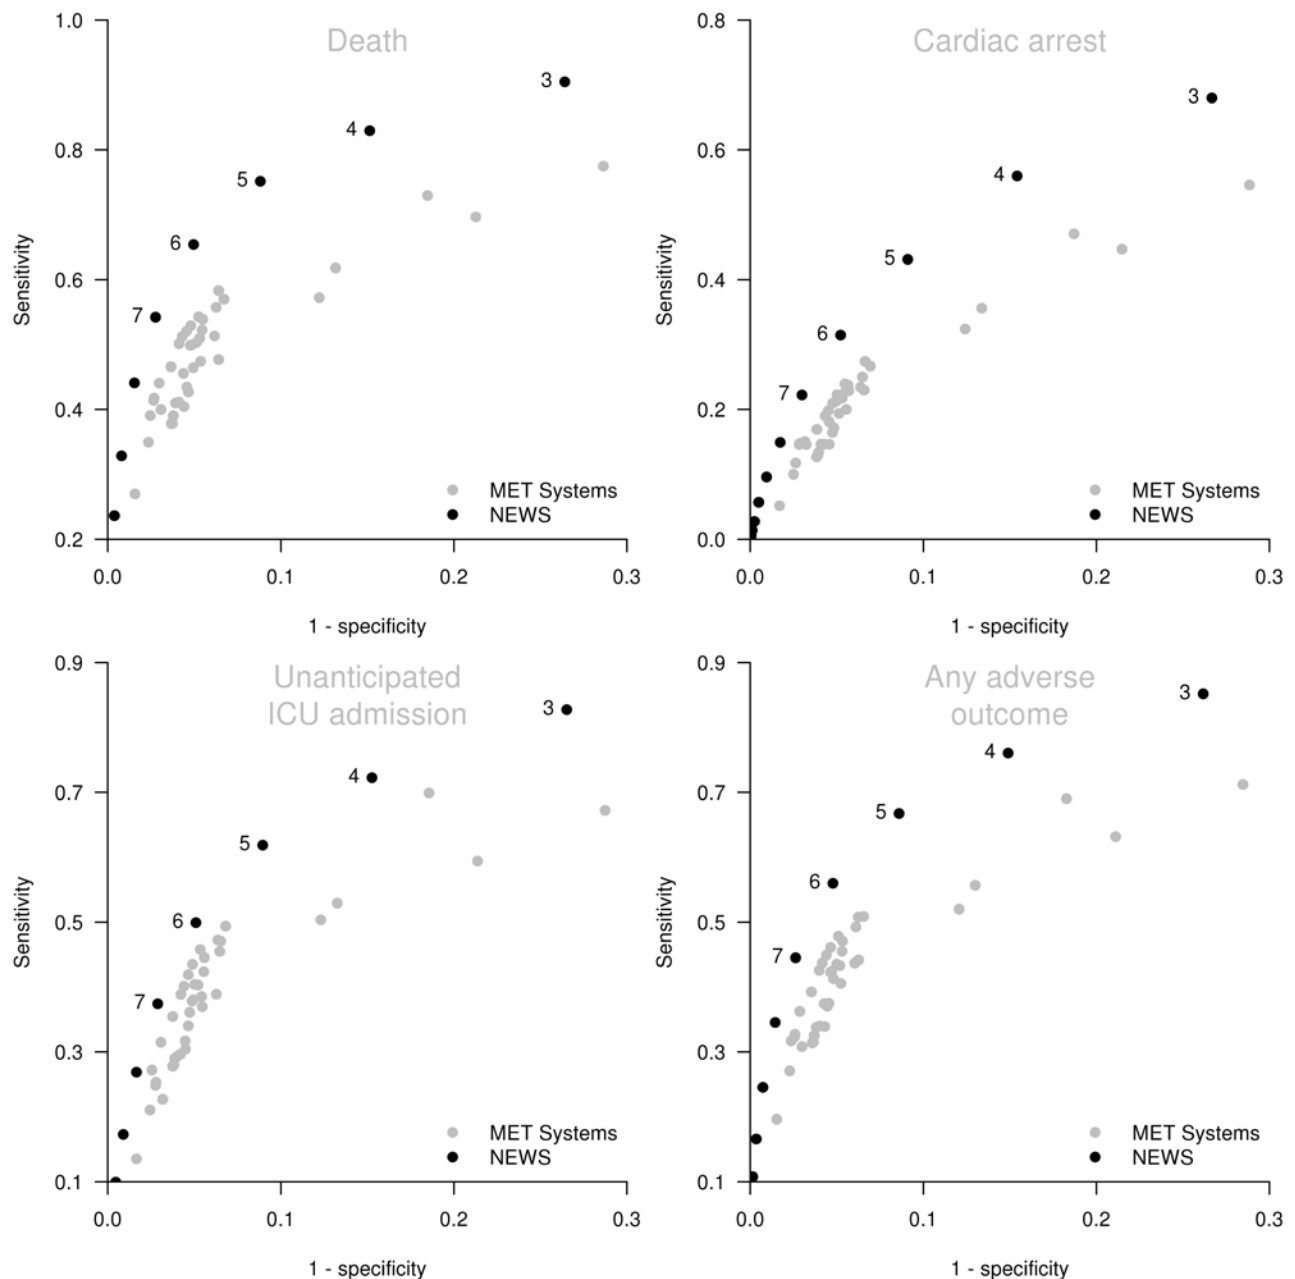 Death
1.0
0.8
0.6
0.4
0.2
Sensitivity
3
4
5
6
7
MET Systems
NEWS
0.0 0.1 0.2 0.3
1 - specificity
Cardiac arrest
0.8
0.6
0.4
0.2
0.0
Sensitivity
3
4
5
6
7
MET Systems
NEWS
0.0 0.1 0.2 0.3
1 - specificity
Unanticipated
ICU admission
0.9
0.7
0.5
0.3
0.1
Sensitivity
3
4
5
6
7
MET Systems
NEWS
0.0 0.1 0.2 0.3
1 - specificity
Any adverse
outcome
0.9
0.7
0.5
0.3
0.1
Sensitivity
3
4
5
6
7
MET Systems
NEWS
0.0 0.1 0.2 0.3
1 - specificity